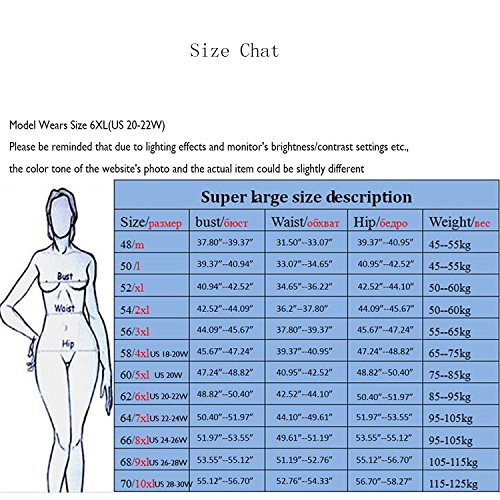 Size Chat
Model Wears Size 6XL(US 20-22W)
Please be reminded that due to lighting effects and monitor's brightness/contrast settings etc.,
the color tone of the website's photo and the actual item could be slightly different
Super large size description
Size/размер bust/бюст Waist/обхват Hip/бедро Weight/вес
48/m 37.80"--39.37" 31.50"--33.07" 39.37"--40.95" 45--55kg
50/l 39.37"--40.94" 33.07"--34.65" 40.95"--42.52" 45--55kg
52/xl 40.94"--42.52" 34.65"--36.22" 42.52"--44.10" 50--60kg
54/2xl 42.52"--44.09" 36.2"--37.80" 44.09"--45.67" 50--60kg
56/3xl 44.09"--45.67" 37.80"--39.37" 45.67"--47.24" 55--65kg
58/4xlUS 18-20W 45.67"--47.24" 39.37"--40.95" 47.24"--48.82" 65--75kg
60/5xl US 20W 47.24"--48.82" 40.95"--42.52" 48.82"--50.40" 75--85kg
62/6xlUS 20-22W 48.82"--50.40" 42.52"--44.10" 50.40"--51.97" 85--95kg
64/7xlUS 22-24W 50.40"--51.97" 44.10"--49.61" 51.97"--53.55" 95-105kg
66/8xlUS 24-26W 51.97"--53.55" 49.61"--51.19" 53.55"--55.12" 95-105kg
68/9xlUS 26-28W 53.55"--55.12" 51.19"--52.76" 55.12"--56.70" 105-115kg
70/10xlUS 28-30W 55.12"--56.70" 52.76"--54.33" 56.70"--58.27" 115-125kg
Bust
Waist
Hip